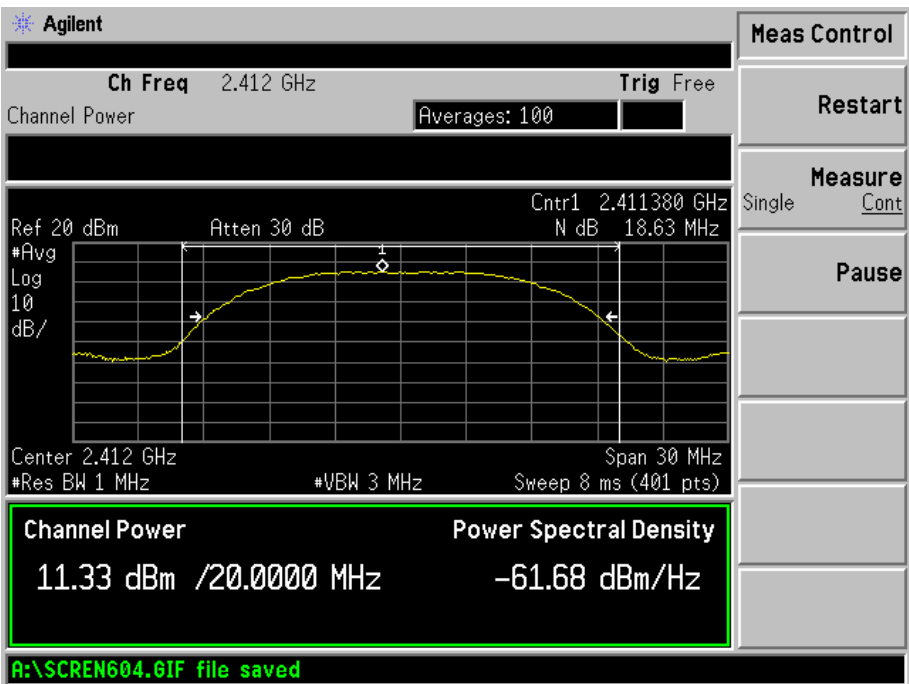 Agilent
Meas Control
Ch Freq 2.412 GHz Trig Free
Channel Power Averages: 100
Restart
Measure
Single Cont
Pause
Cntr1 2.411380 GHz
Ref 20 dBm Atten 30 dB N dB 18.63 MHz
#Avg
Log
10
dB/
1
Center 2.412 GHz Span 30 MHz
#Res BW 1 MHz #VBW 3 MHz Sweep 8 ms (401 pts)
Channel Power Power Spectral Density
11.33 dBm /20.0000 MHz -61.68 dBm/Hz
A:\SCREN604.GIF file saved